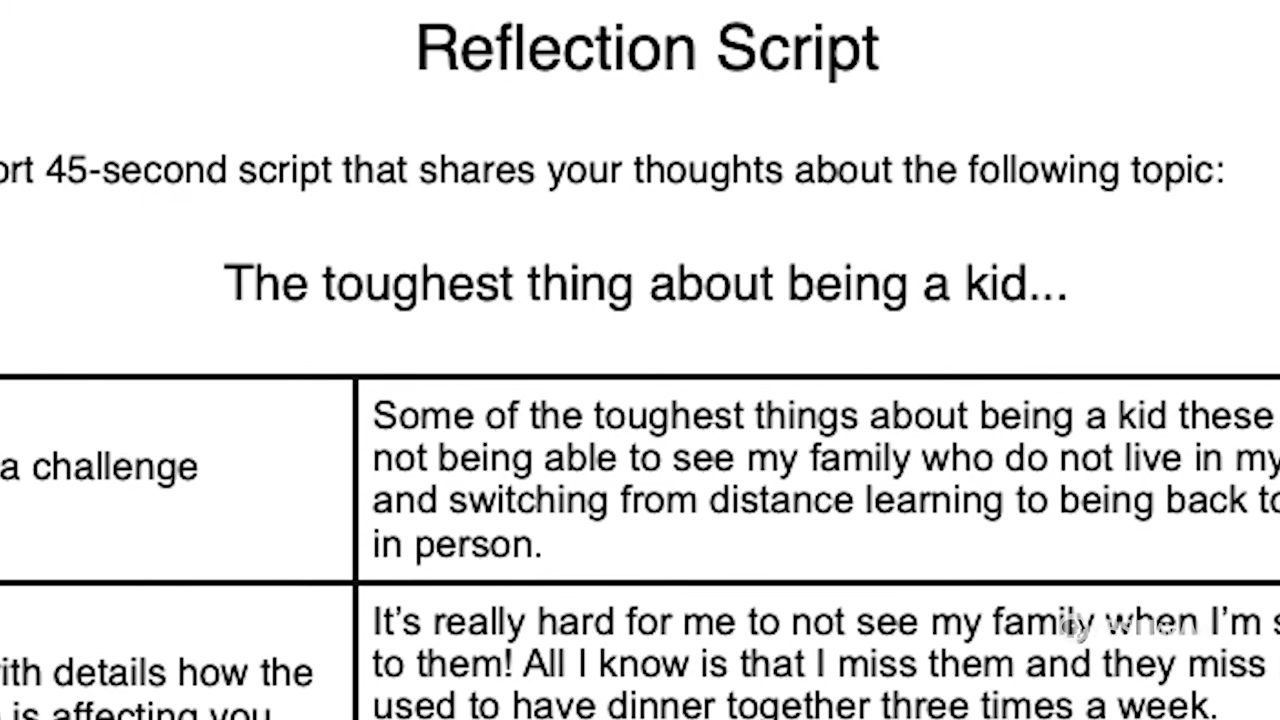 Reflection Script
ort 45-second script that shares your thoughts about the following topic:
The toughest thing about being a kid...
a challenge
Some of the toughest things about being a kid these
not being able to see my family who do not live in my
and switching from distance learning to being back to
in person.
ith details how the
is affecting you
It's really hard for me to not see my family when I'm s
to them! All I know is that I miss them and they miss
used to have dinner together three times a week.